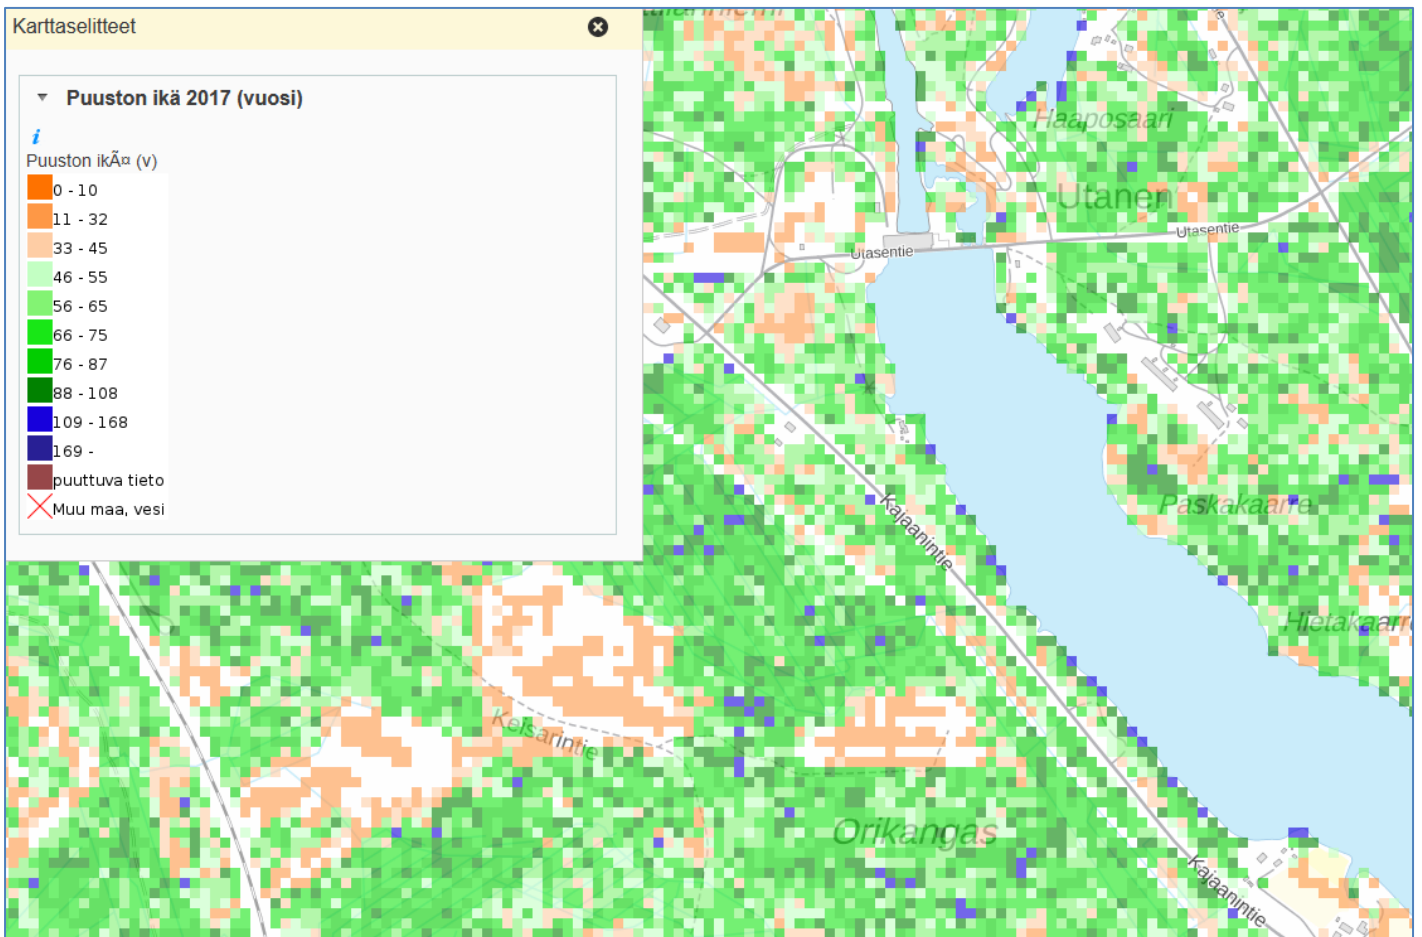 Karttaselitteet
Puuston ikä 2017 (vuosi)
i
Puuston ikÃ¤ (v)
0 - 10
11 - 32
33 - 45
46 - 55
56 - 65
66 - 75
76 - 87
88 - 108
109 - 168
169 -
puuttuva tieto
Muu maa, vesi
Haaposaari
Utanen
Utasentie
Utasentie
Kajaanintie
Paskakaarre
Hietakaarre
Keisarintie
Orikangas
Kajaanintie